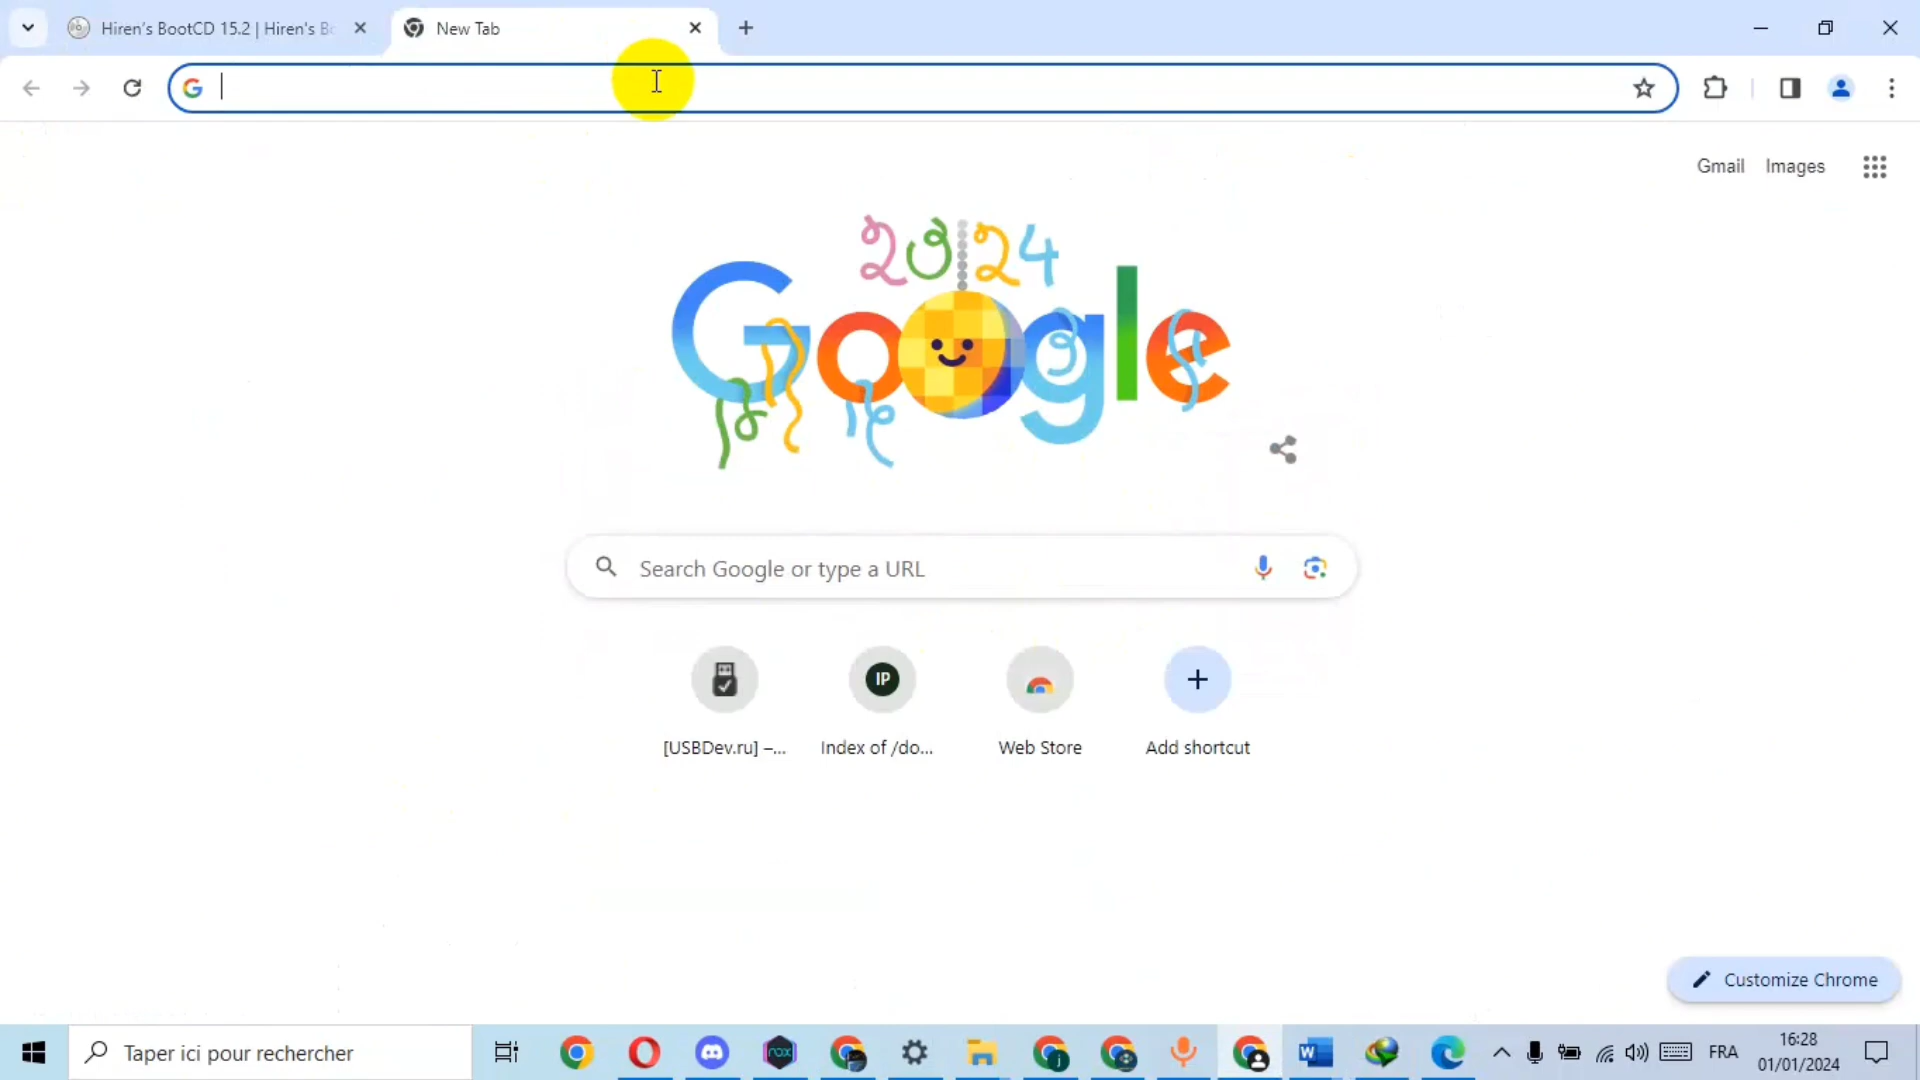 Hiren's BootCD 15.2 | Hiren's Bo
New Tab
Gmail
Images
2024
Google
Search Google or type a URL
[USBDev.ru] –...
IP
Index of /do...
Web Store
Add shortcut
Customize Chrome
Taper ici pour rechercher
nox
j
W
FRA
16:28
01/01/2024